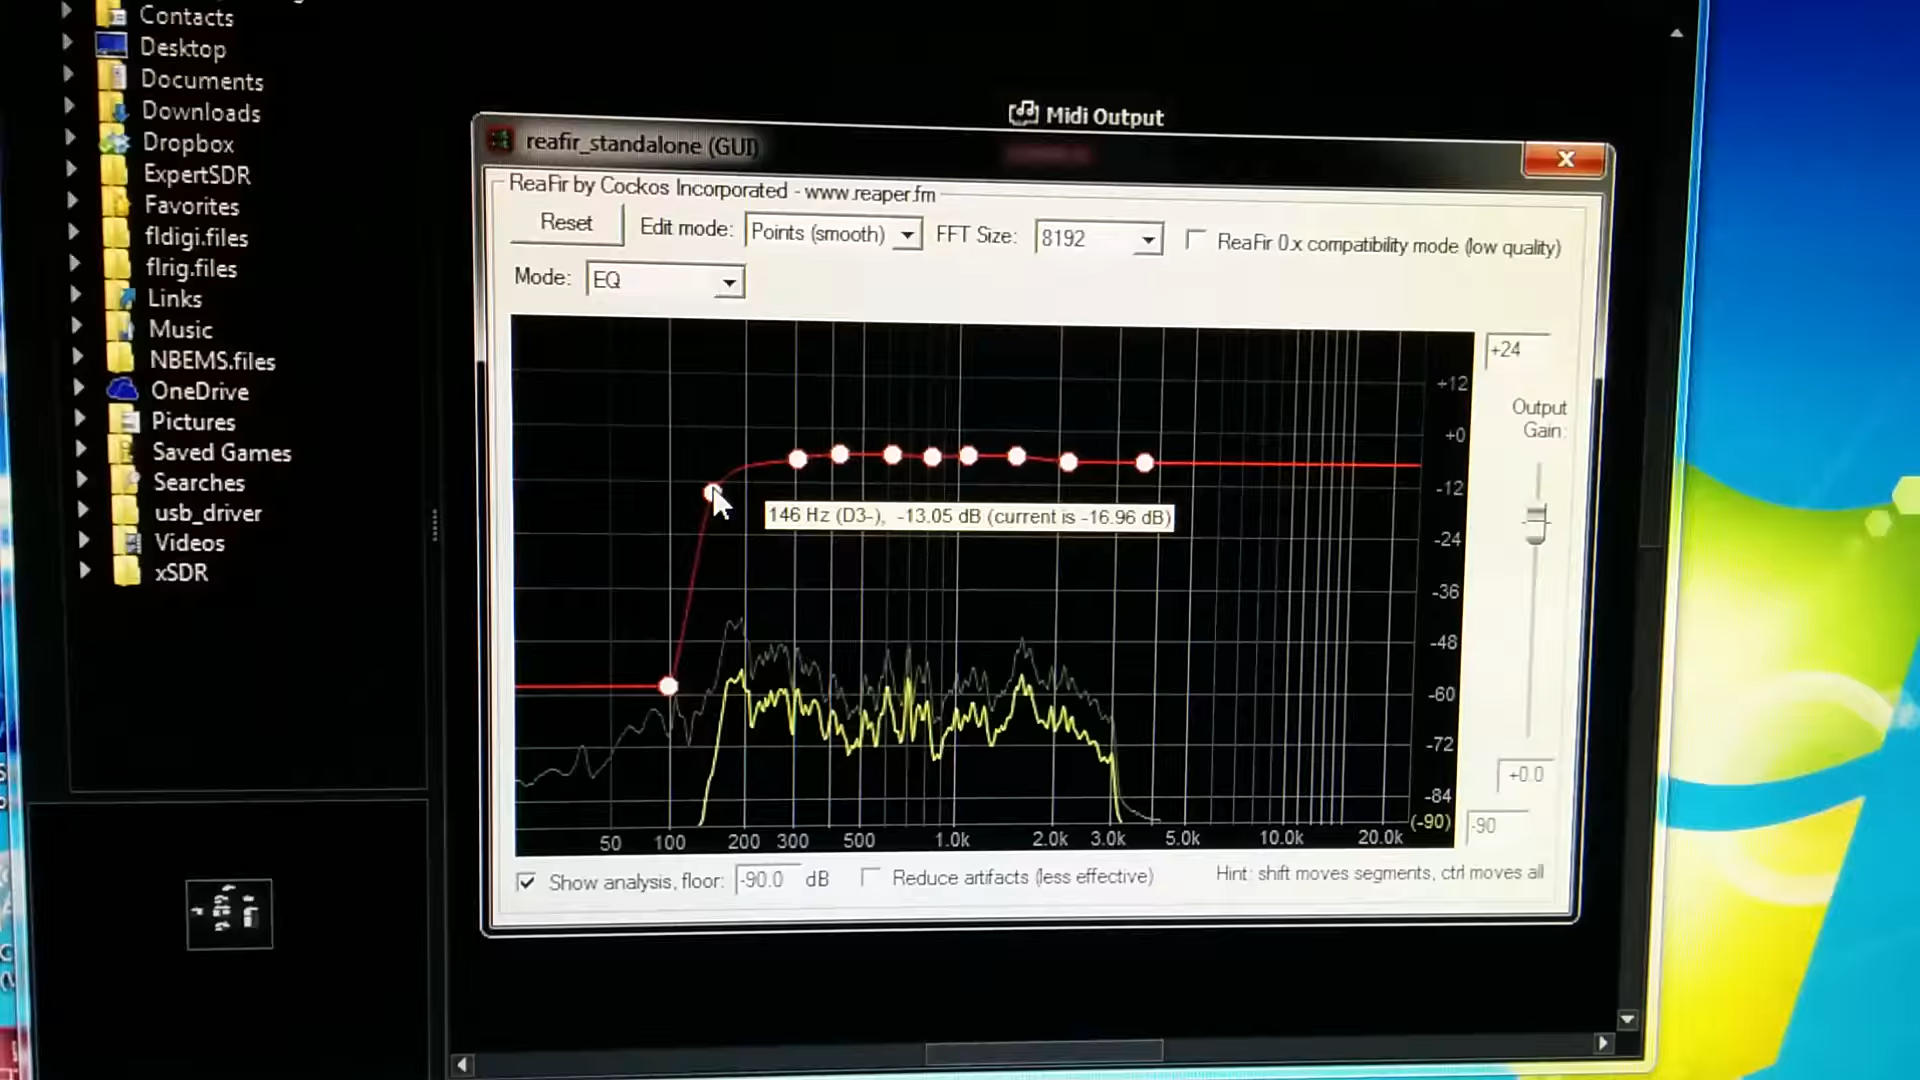 Contacts
Desktop
Documents
Downloads
Dropbox
ExpertSDR
Favorites
fldigi.files
flrig.files
Links
Music
NBEMS.files
OneDrive
Pictures
Saved Games
Searches
usb_driver
Videos
xSDR
Midi Output
reafir_standalone (GUI)
X
ReaFir by Cockos Incorporated - www.reaper.fm
Reset
Edit mode: Points (smooth)
FFT Size: 8192
ReaFir 0.x compatibility mode (low quality)
Mode: EQ
+24
Output
Gain:
+12
+0
-12
-24
-36
-48
-60
-72
-84
(-90)
146 Hz (D3-), -13.05 dB (current is -16.96 dB)
+0.0
-90
50 100 200 300 500 1.0k 2.0k 3.0k 5.0k 10.0k 20.0k
Show analysis, floor: -90.0 dB
Reduce artifacts (less effective)
Hint: shift moves segments, ctrl moves all